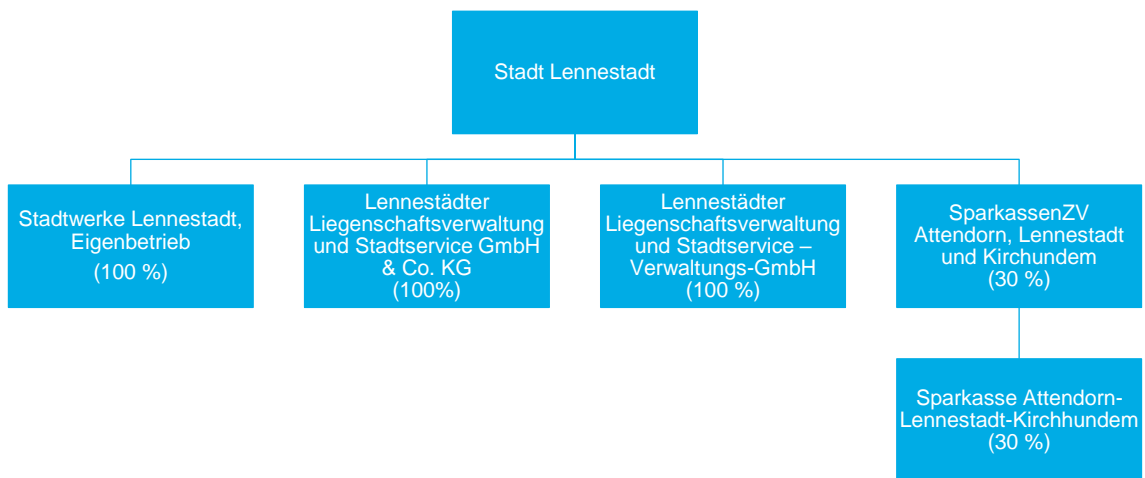 Stadt Lennestadt
Stadtwerke Lennestadt,
Eigenbetrieb
(100 %)
Lennestädter
Liegenschaftsverwaltung
und Stadtservice GmbH
& Co. KG
(100%)
Lennestädter
Liegenschaftsverwaltung
und Stadtservice –
Verwaltungs-GmbH
(100 %)
SparkassenZV
Attendorn, Lennestadt
und Kirchundem
(30 %)
Sparkasse Attendorn-
Lennestadt-Kirchhundem
(30 %)